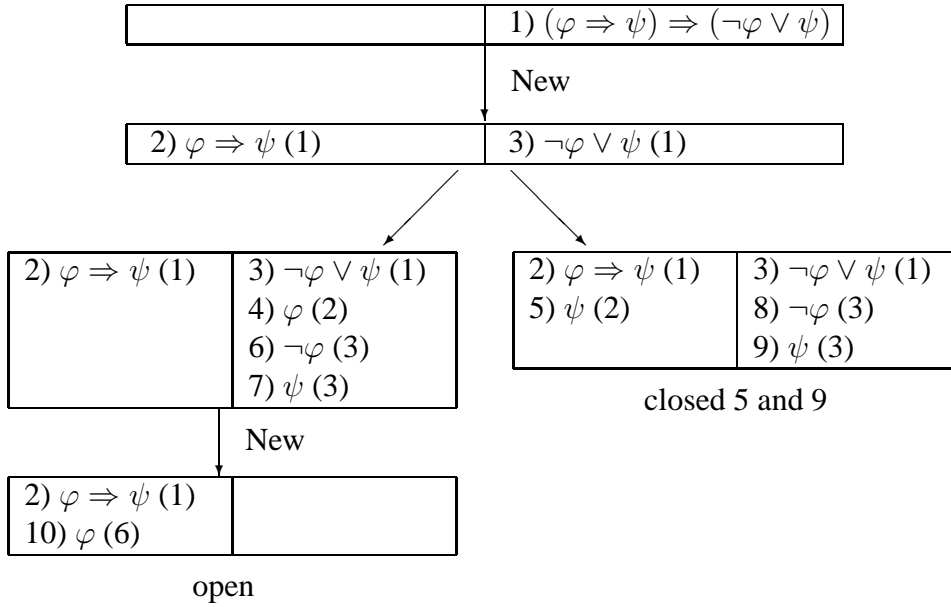 1) (φ ⇒ ψ) ⇒ (¬φ ∨ ψ)
New
2) φ ⇒ ψ (1) 3) ¬φ ∨ ψ (1)
2) φ ⇒ ψ (1) 3) ¬φ ∨ ψ (1)
4) φ (2)
6) ¬φ (3)
7) ψ (3)
2) φ ⇒ ψ (1) 3) ¬φ ∨ ψ (1)
5) ψ (2) 8) ¬φ (3)
9) ψ (3)
closed 5 and 9
New
2) φ ⇒ ψ (1)
10) φ (6)
open